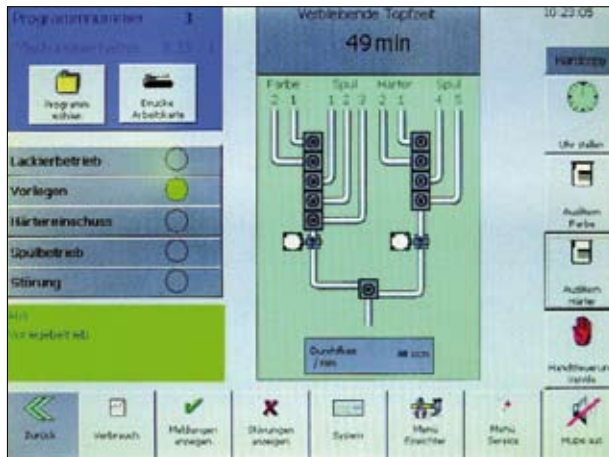 Programmnummer 3
Verbleibende Topfzeit
49 min
10:23:05
Hardcopy
Programm wählen
Drucke Arbeitskarte
Farbe Spül Härter Spül
2 1 1 2 3 2 1 4 5
Uhr stellen
Lackierbetrieb
Vorlegen
Härtereinschuss
Spülbetrieb
Störung
Auslitern Farbe
Auslitern Härter
Vorlegebetrieb
Durchfluss / min
ccm
Handsteuerung Ventile
Zurück
Verbrauch
Meldungen anzeigen
Störungen anzeigen
System
Menü Einrichter
Menü Service
Hupe aus